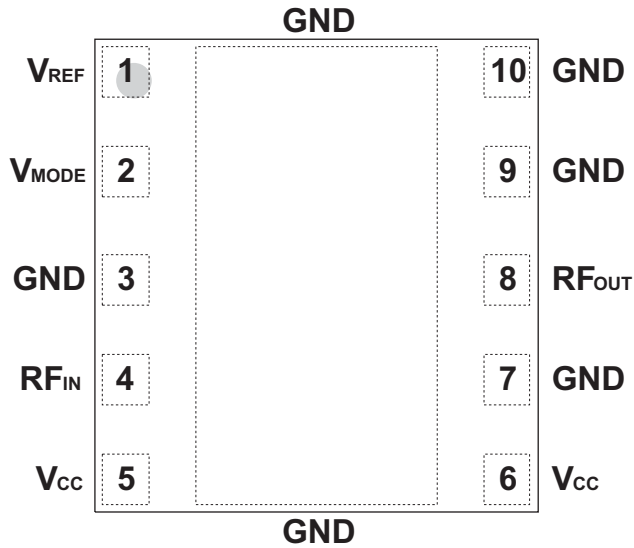 GND
VREF 1 10 GND
VMODE 2 9 GND
GND 3 8 RFOUT
RFIN 4 7 GND
VCC 5 6 VCC
GND